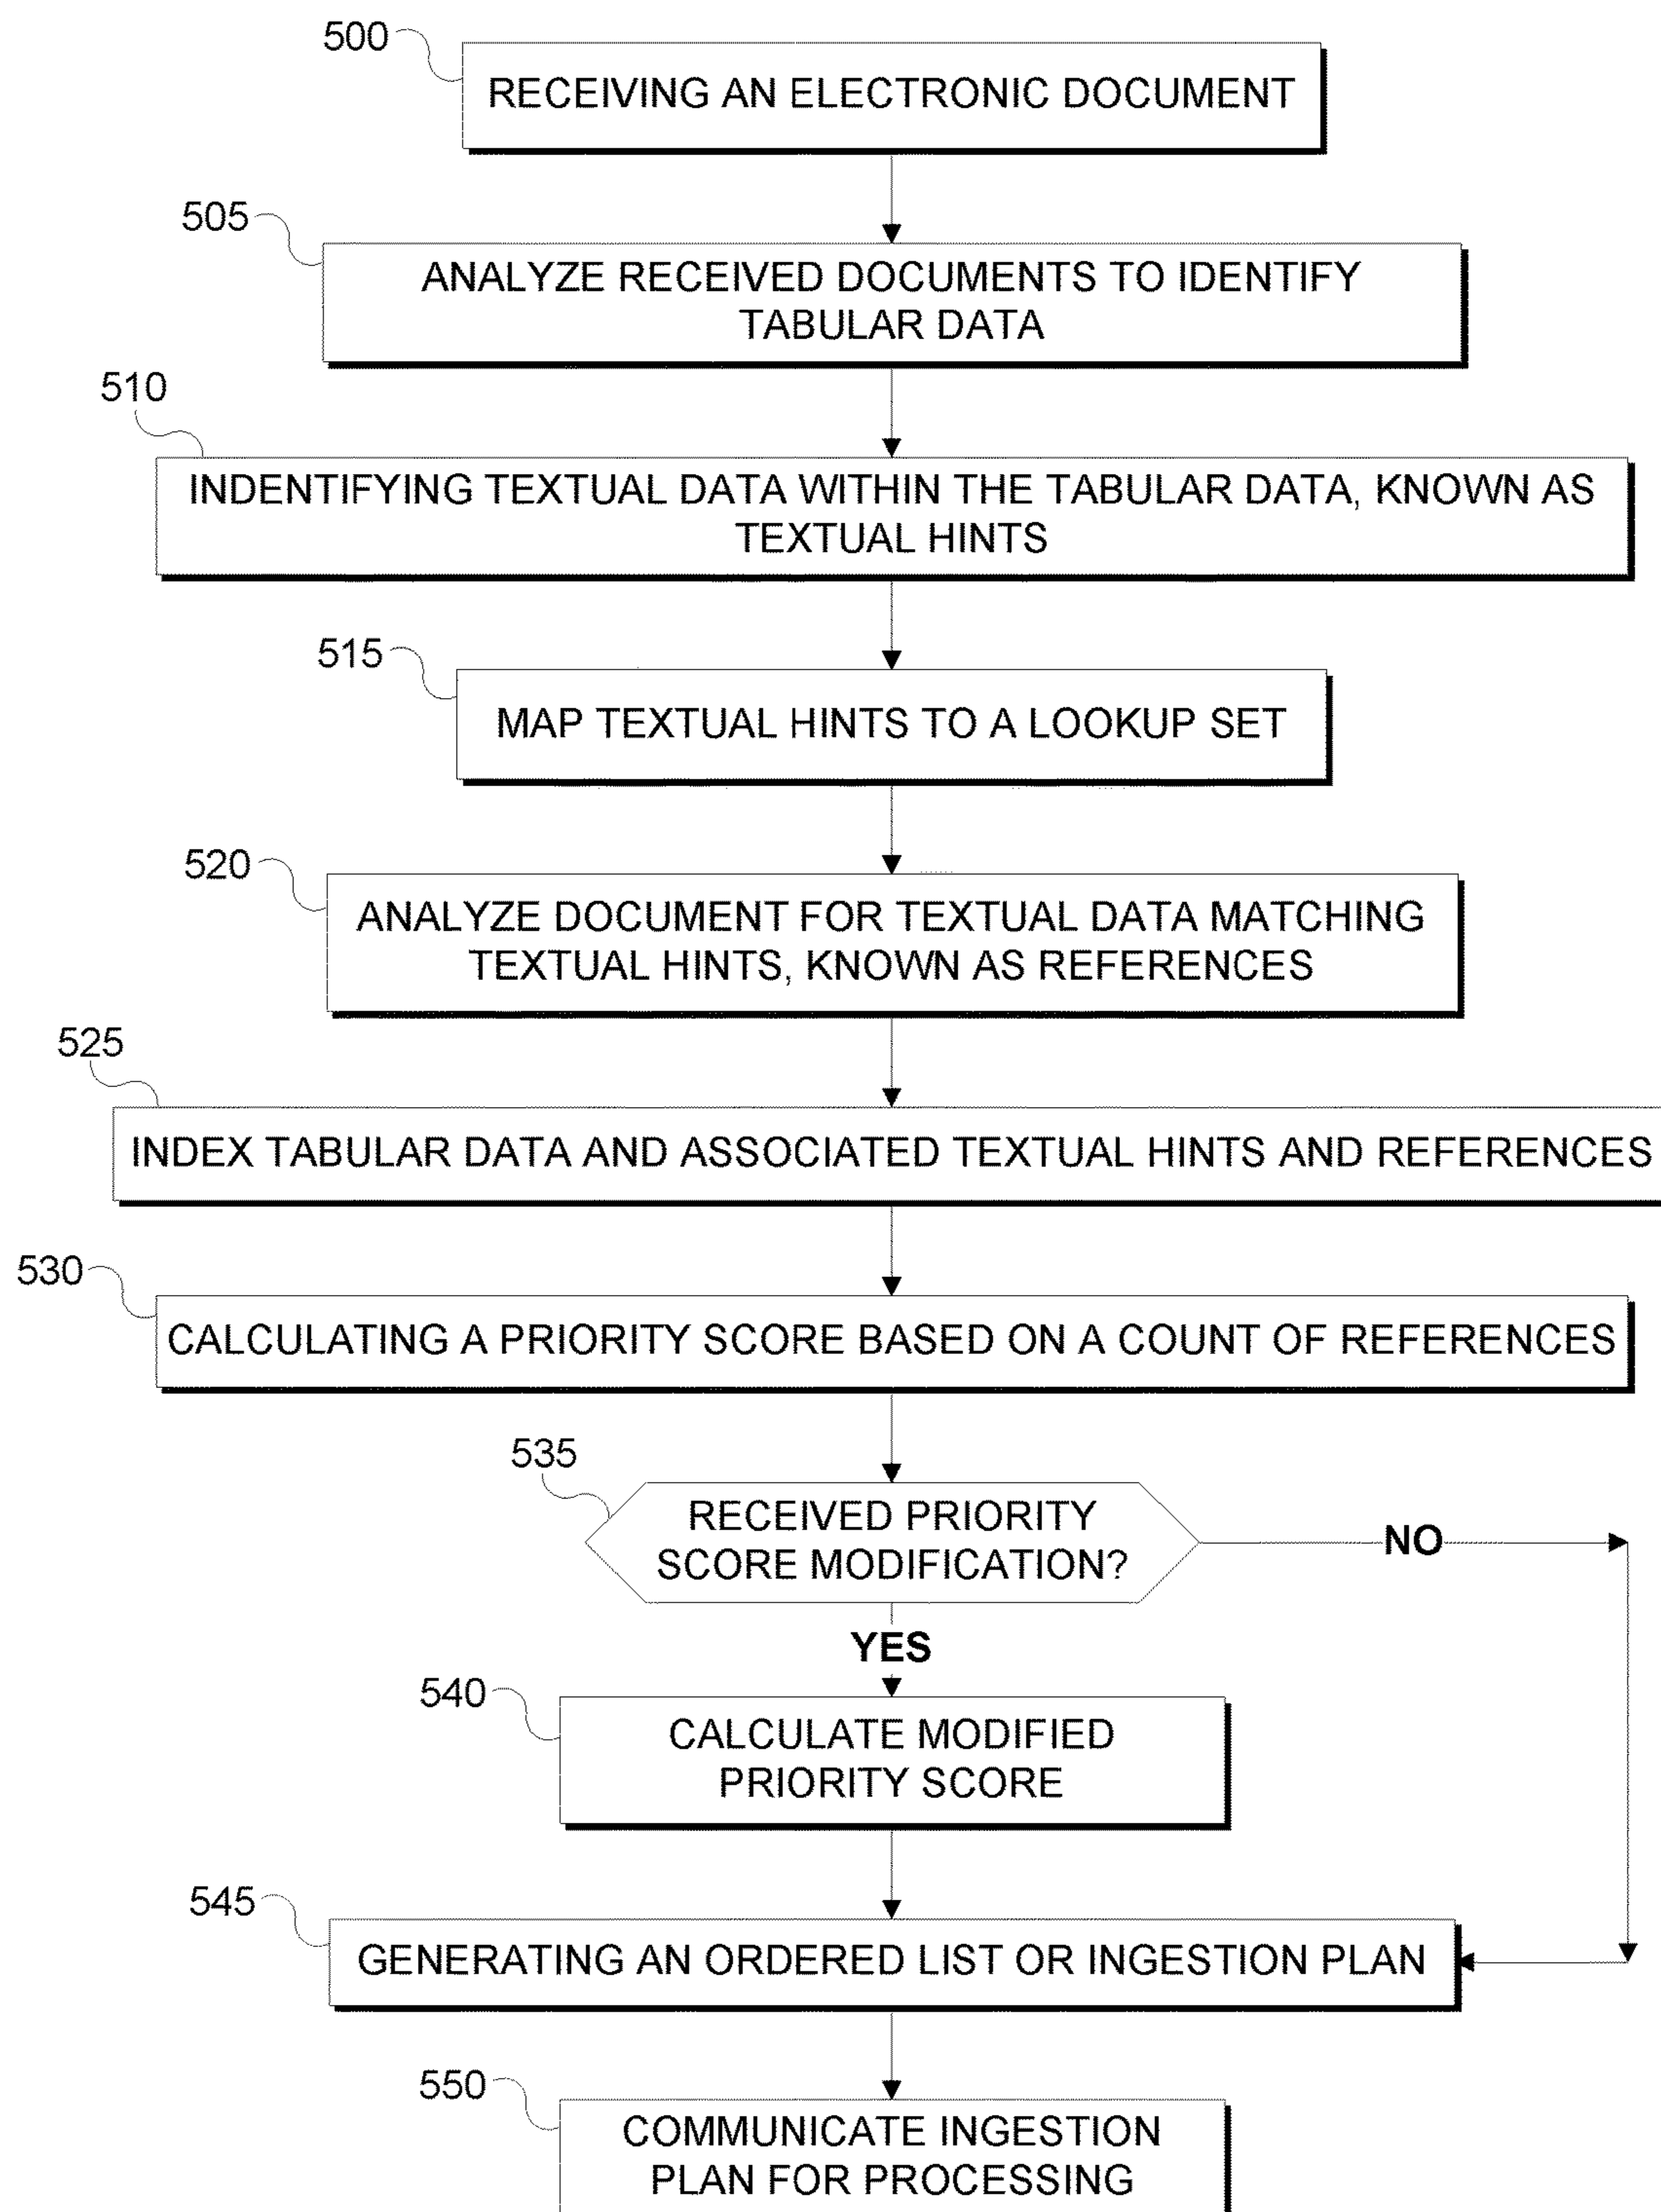 500
RECEIVING AN ELECTRONIC DOCUMENT
505
ANALYZE RECEIVED DOCUMENTS TO IDENTIFY
TABULAR DATA
510
INDENTIFYING TEXTUAL DATA WITHIN THE TABULAR DATA, KNOWN AS
TEXTUAL HINTS
515
MAP TEXTUAL HINTS TO A LOOKUP SET
520
ANALYZE DOCUMENT FOR TEXTUAL DATA MATCHING
TEXTUAL HINTS, KNOWN AS REFERENCES
525
INDEX TABULAR DATA AND ASSOCIATED TEXTUAL HINTS AND REFERENCES
530
CALCULATING A PRIORITY SCORE BASED ON A COUNT OF REFERENCES
535
RECEIVED PRIORITY
SCORE MODIFICATION?
NO
YES
540
CALCULATE MODIFIED
PRIORITY SCORE
545
GENERATING AN ORDERED LIST OR INGESTION PLAN
550
COMMUNICATE INGESTION
PLAN FOR PROCESSING